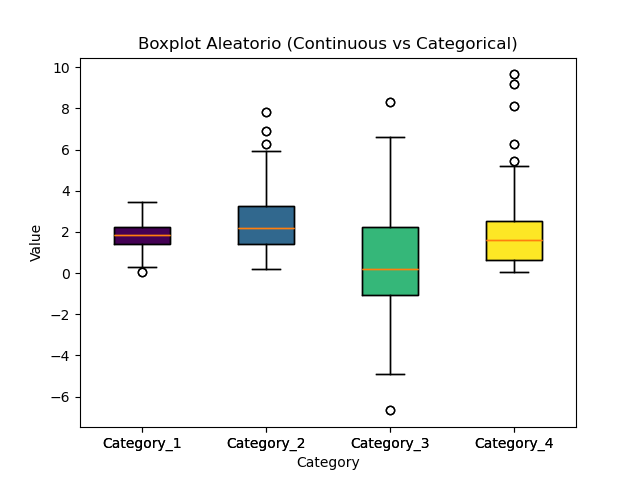 Boxplot Aleatorio (Continuous vs Categorical)
10
8
6
4
2
0
−2
−4
−6
Value
Category_1 Category_2 Category_3 Category_4
Category